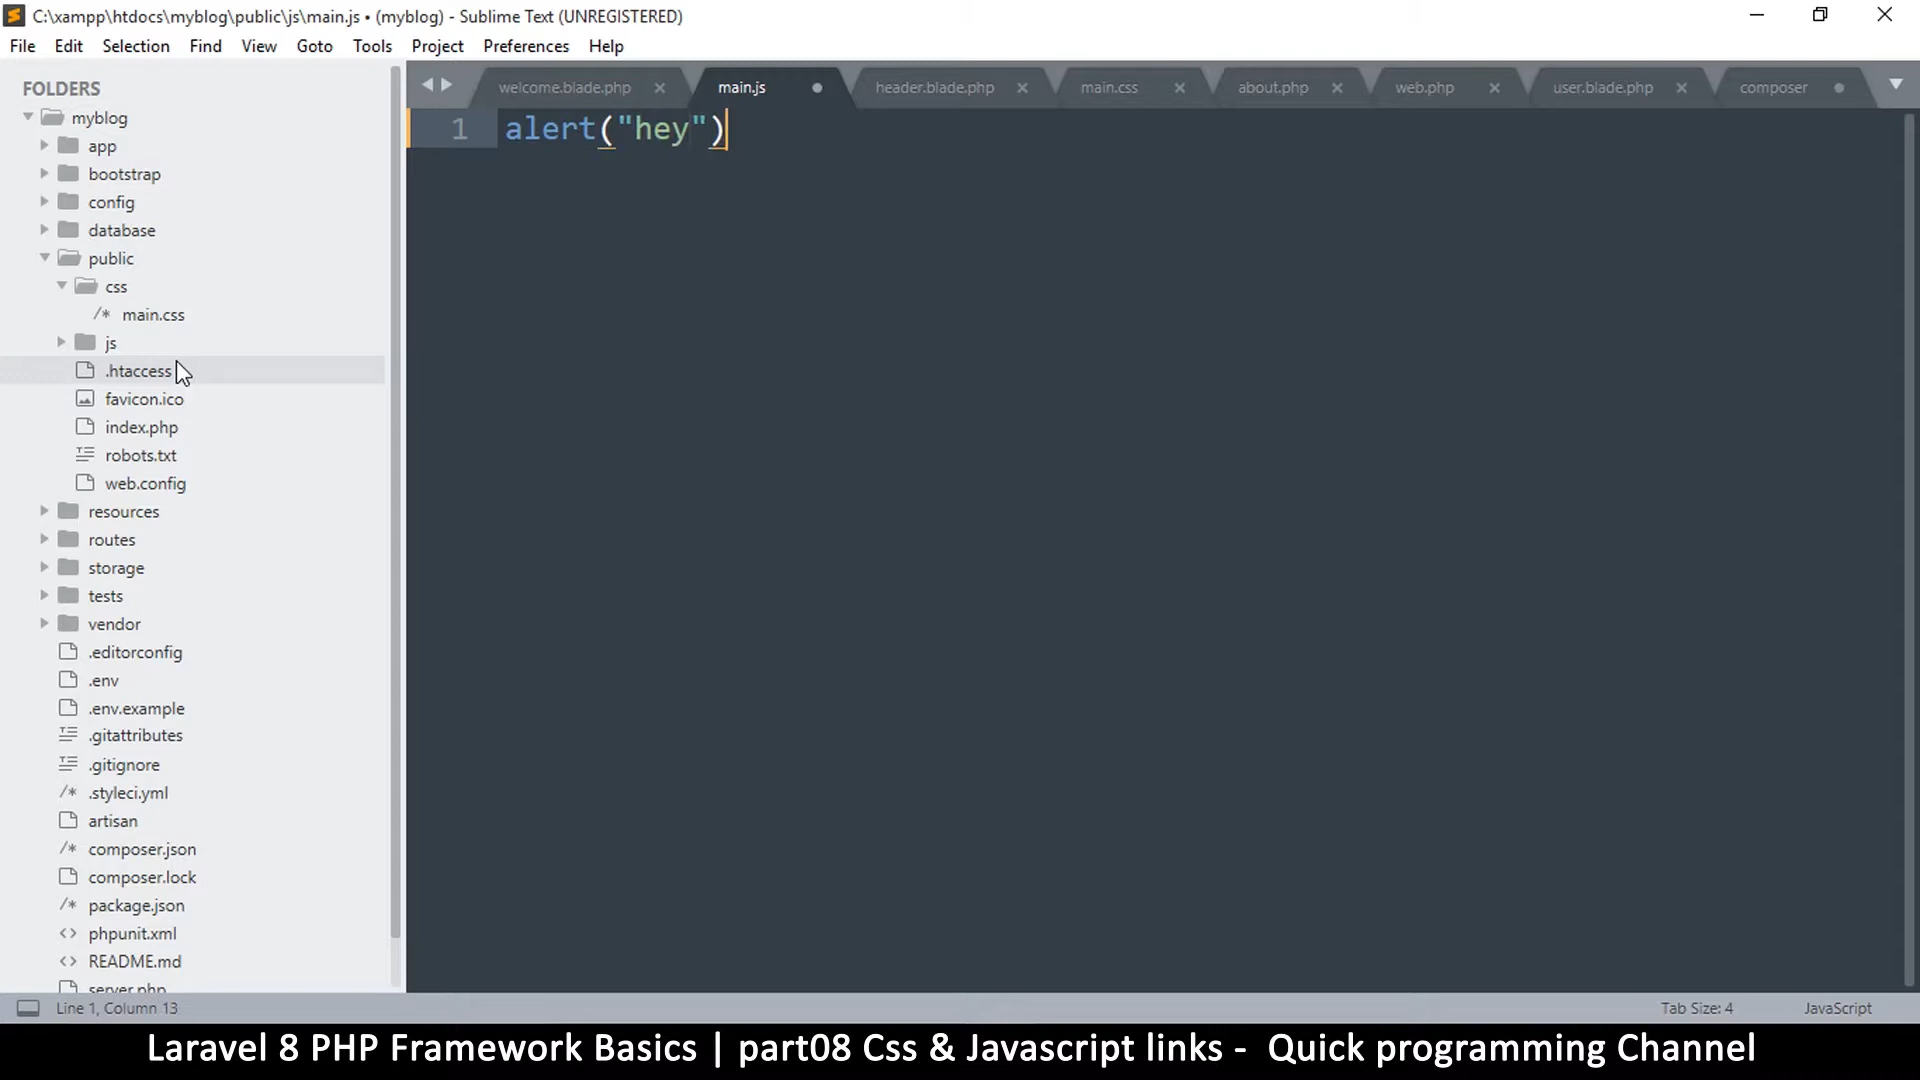 C:\xampp\htdocs\myblog\public\js\main.js • (myblog) - Sublime Text (UNREGISTERED)
File Edit Selection Find View Goto Tools Project Preferences Help
FOLDERS
welcome.blade.php main.js header.blade.php main.css about.php web.php user.blade.php composer
1 alert("hey")
myblog
app
bootstrap
config
database
public
css
/* main.css
js
.htaccess
favicon.ico
index.php
robots.txt
web.config
resources
routes
storage
tests
vendor
.editorconfig
.env
.env.example
.gitattributes
.gitignore
/* .styleci.yml
artisan
/* composer.json
composer.lock
/* package.json
<> phpunit.xml
<> README.md
server.php
Line 1, Column 13 Tab Size: 4 JavaScript
Laravel 8 PHP Framework Basics | part08 Css & Javascript links - Quick programming Channel